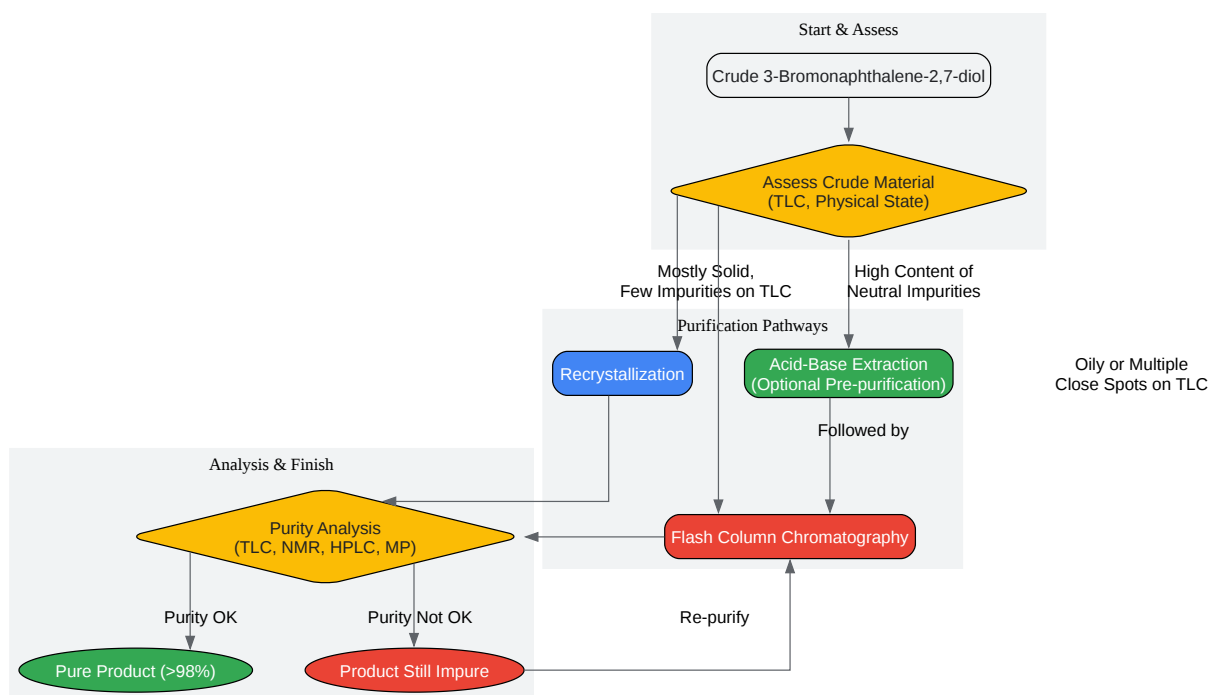 Start & Assess
Crude 3-Bromonaphthalene-2,7-diol
Assess Crude Material
(TLC, Physical State)
Mostly Solid,
Few Impurities on TLC
High Content of
Neutral Impurities
Purification Pathways
Recrystallization
Acid-Base Extraction
(Optional Pre-purification)
Oily or Multiple
Close Spots on TLC
Followed by
Analysis & Finish
Purity Analysis
(TLC, NMR, HPLC, MP)
Flash Column Chromatography
Purity OK
Purity Not OK
Re-purify
Pure Product (>98%)
Product Still Impure